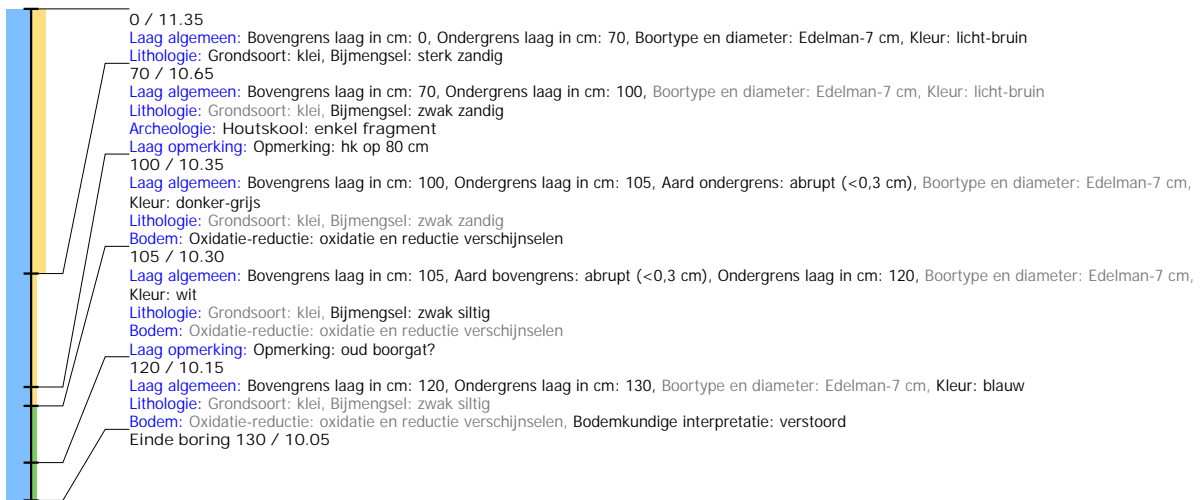 0 / 11.35
Laag algemeen: Bovengrens laag in cm: 0, Ondergrens laag in cm: 70, Boortype en diameter: Edelman-7 cm, Kleur: licht-bruin
Lithologie: Grondsoort: klei, Bijmengsel: sterk zandig
70 / 10.65
Laag algemeen: Bovengrens laag in cm: 70, Ondergrens laag in cm: 100, Boortype en diameter: Edelman-7 cm, Kleur: licht-bruin
Lithologie: Grondsoort: klei, Bijmengsel: zwak zandig
Archeologie: Houtskool: enkel fragment
Laag opmerking: Opmerking: hk op 80 cm
100 / 10.35
Laag algemeen: Bovengrens laag in cm: 100, Ondergrens laag in cm: 105, Aard ondergrens: abrupt (<0,3 cm), Boortype en diameter: Edelman-7 cm,
Kleur: donker-grijs
Lithologie: Grondsoort: klei, Bijmengsel: zwak zandig
Bodem: Oxidatie-reductie: oxidatie en reductie verschijnselen
105 / 10.30
Laag algemeen: Bovengrens laag in cm: 105, Aard bovengrens: abrupt (<0,3 cm), Ondergrens laag in cm: 120, Boortype en diameter: Edelman-7 cm,
Kleur: wit
Lithologie: Grondsoort: klei, Bijmengsel: zwak siltig
Bodem: Oxidatie-reductie: oxidatie en reductie verschijnselen
Laag opmerking: Opmerking: oud boorgat?
120 / 10.15
Laag algemeen: Bovengrens laag in cm: 120, Ondergrens laag in cm: 130, Boortype en diameter: Edelman-7 cm, Kleur: blauw
Lithologie: Grondsoort: klei, Bijmengsel: zwak siltig
Bodem: Oxidatie-reductie: oxidatie en reductie verschijnselen, Bodemkundige interpretatie: verstoord
Einde boring 130 / 10.05